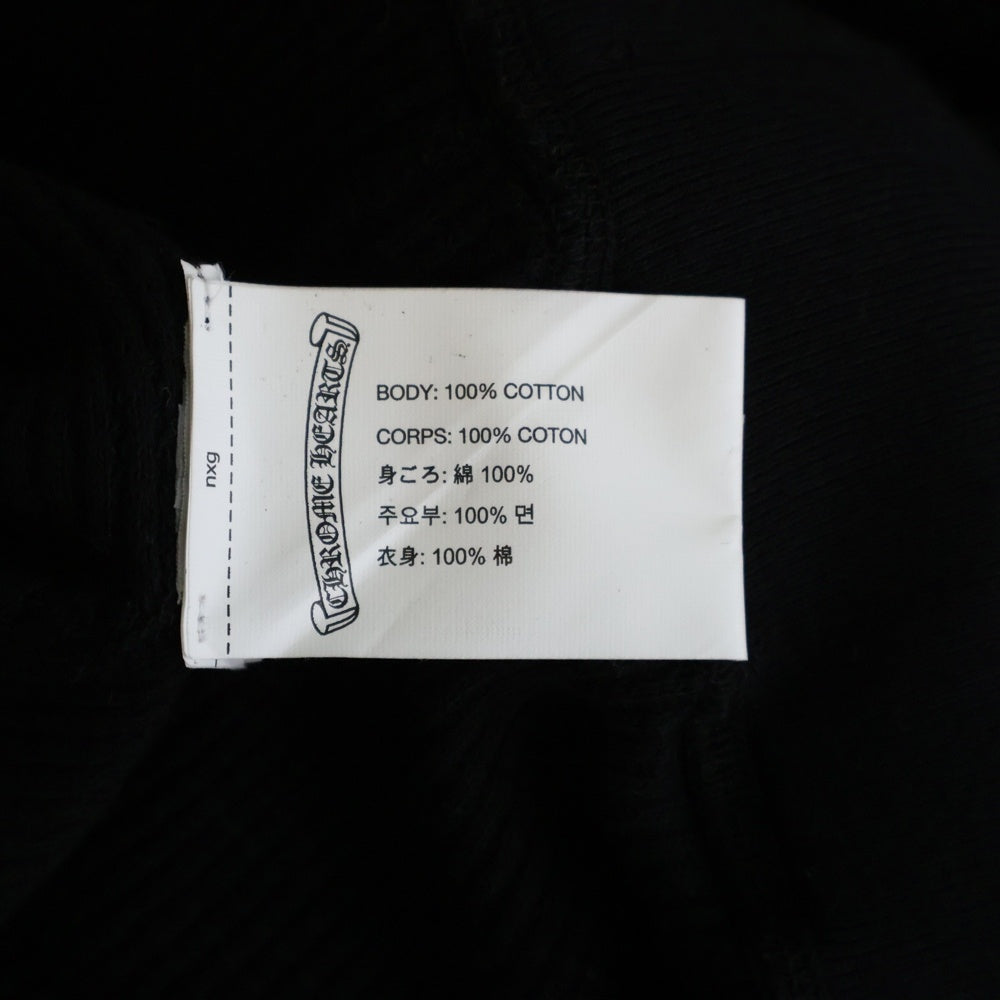 CHROME HEARTS
BODY: 100% COTTON
CORPS: 100% COTON
身ごろ: 綿 100%
주요부: 100% 면
衣身: 100% 棉
nxg